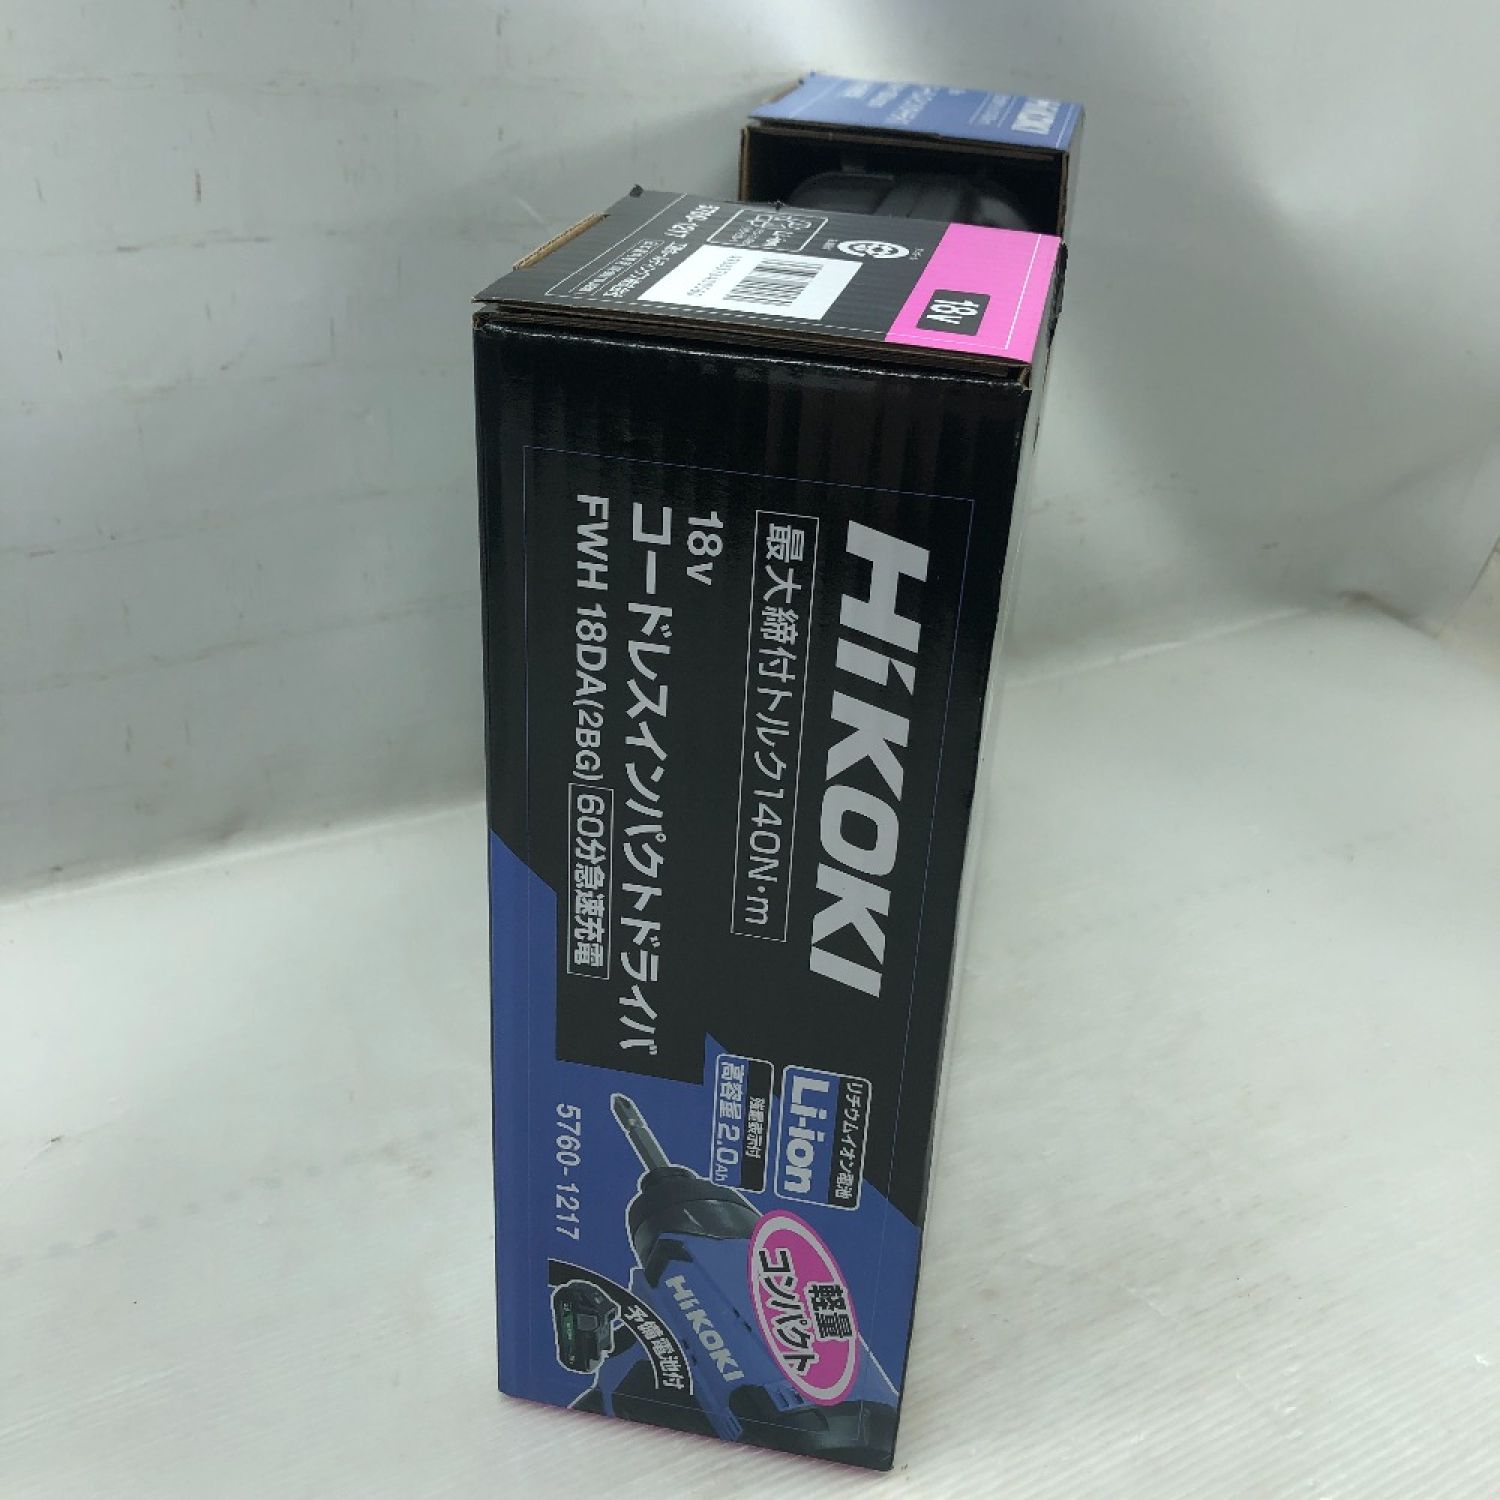 HiKOKI
最大締付トルク140N·m
18V
コードレスインパクトドライバ
FWH 18DA(2BG) 60分急速充電
リチウムイオン電池
Li-ion
残量表示付
高容量2.0Ah
5760-1217
軽量
コンパクト
HiKOKI
予備電池付
18V
5760-1217
HiKOKI